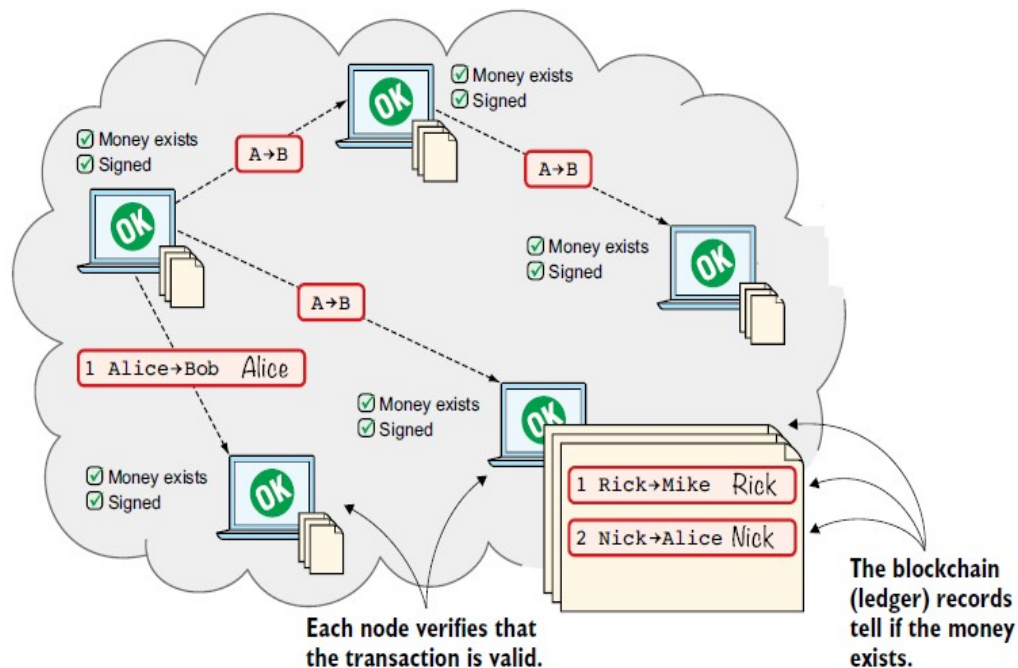 Money exists
Signed
OK
A→B
Money exists
Signed
OK
A→B
Money exists
Signed
OK
A→B
1 Alice→Bob Alice
Money exists
Signed
OK
Money exists
Signed
OK
1 Rick→Mike Rick
2 Nick→Alice Nick
Each node verifies that
the transaction is valid.
The blockchain
(ledger) records
tell if the money
exists.